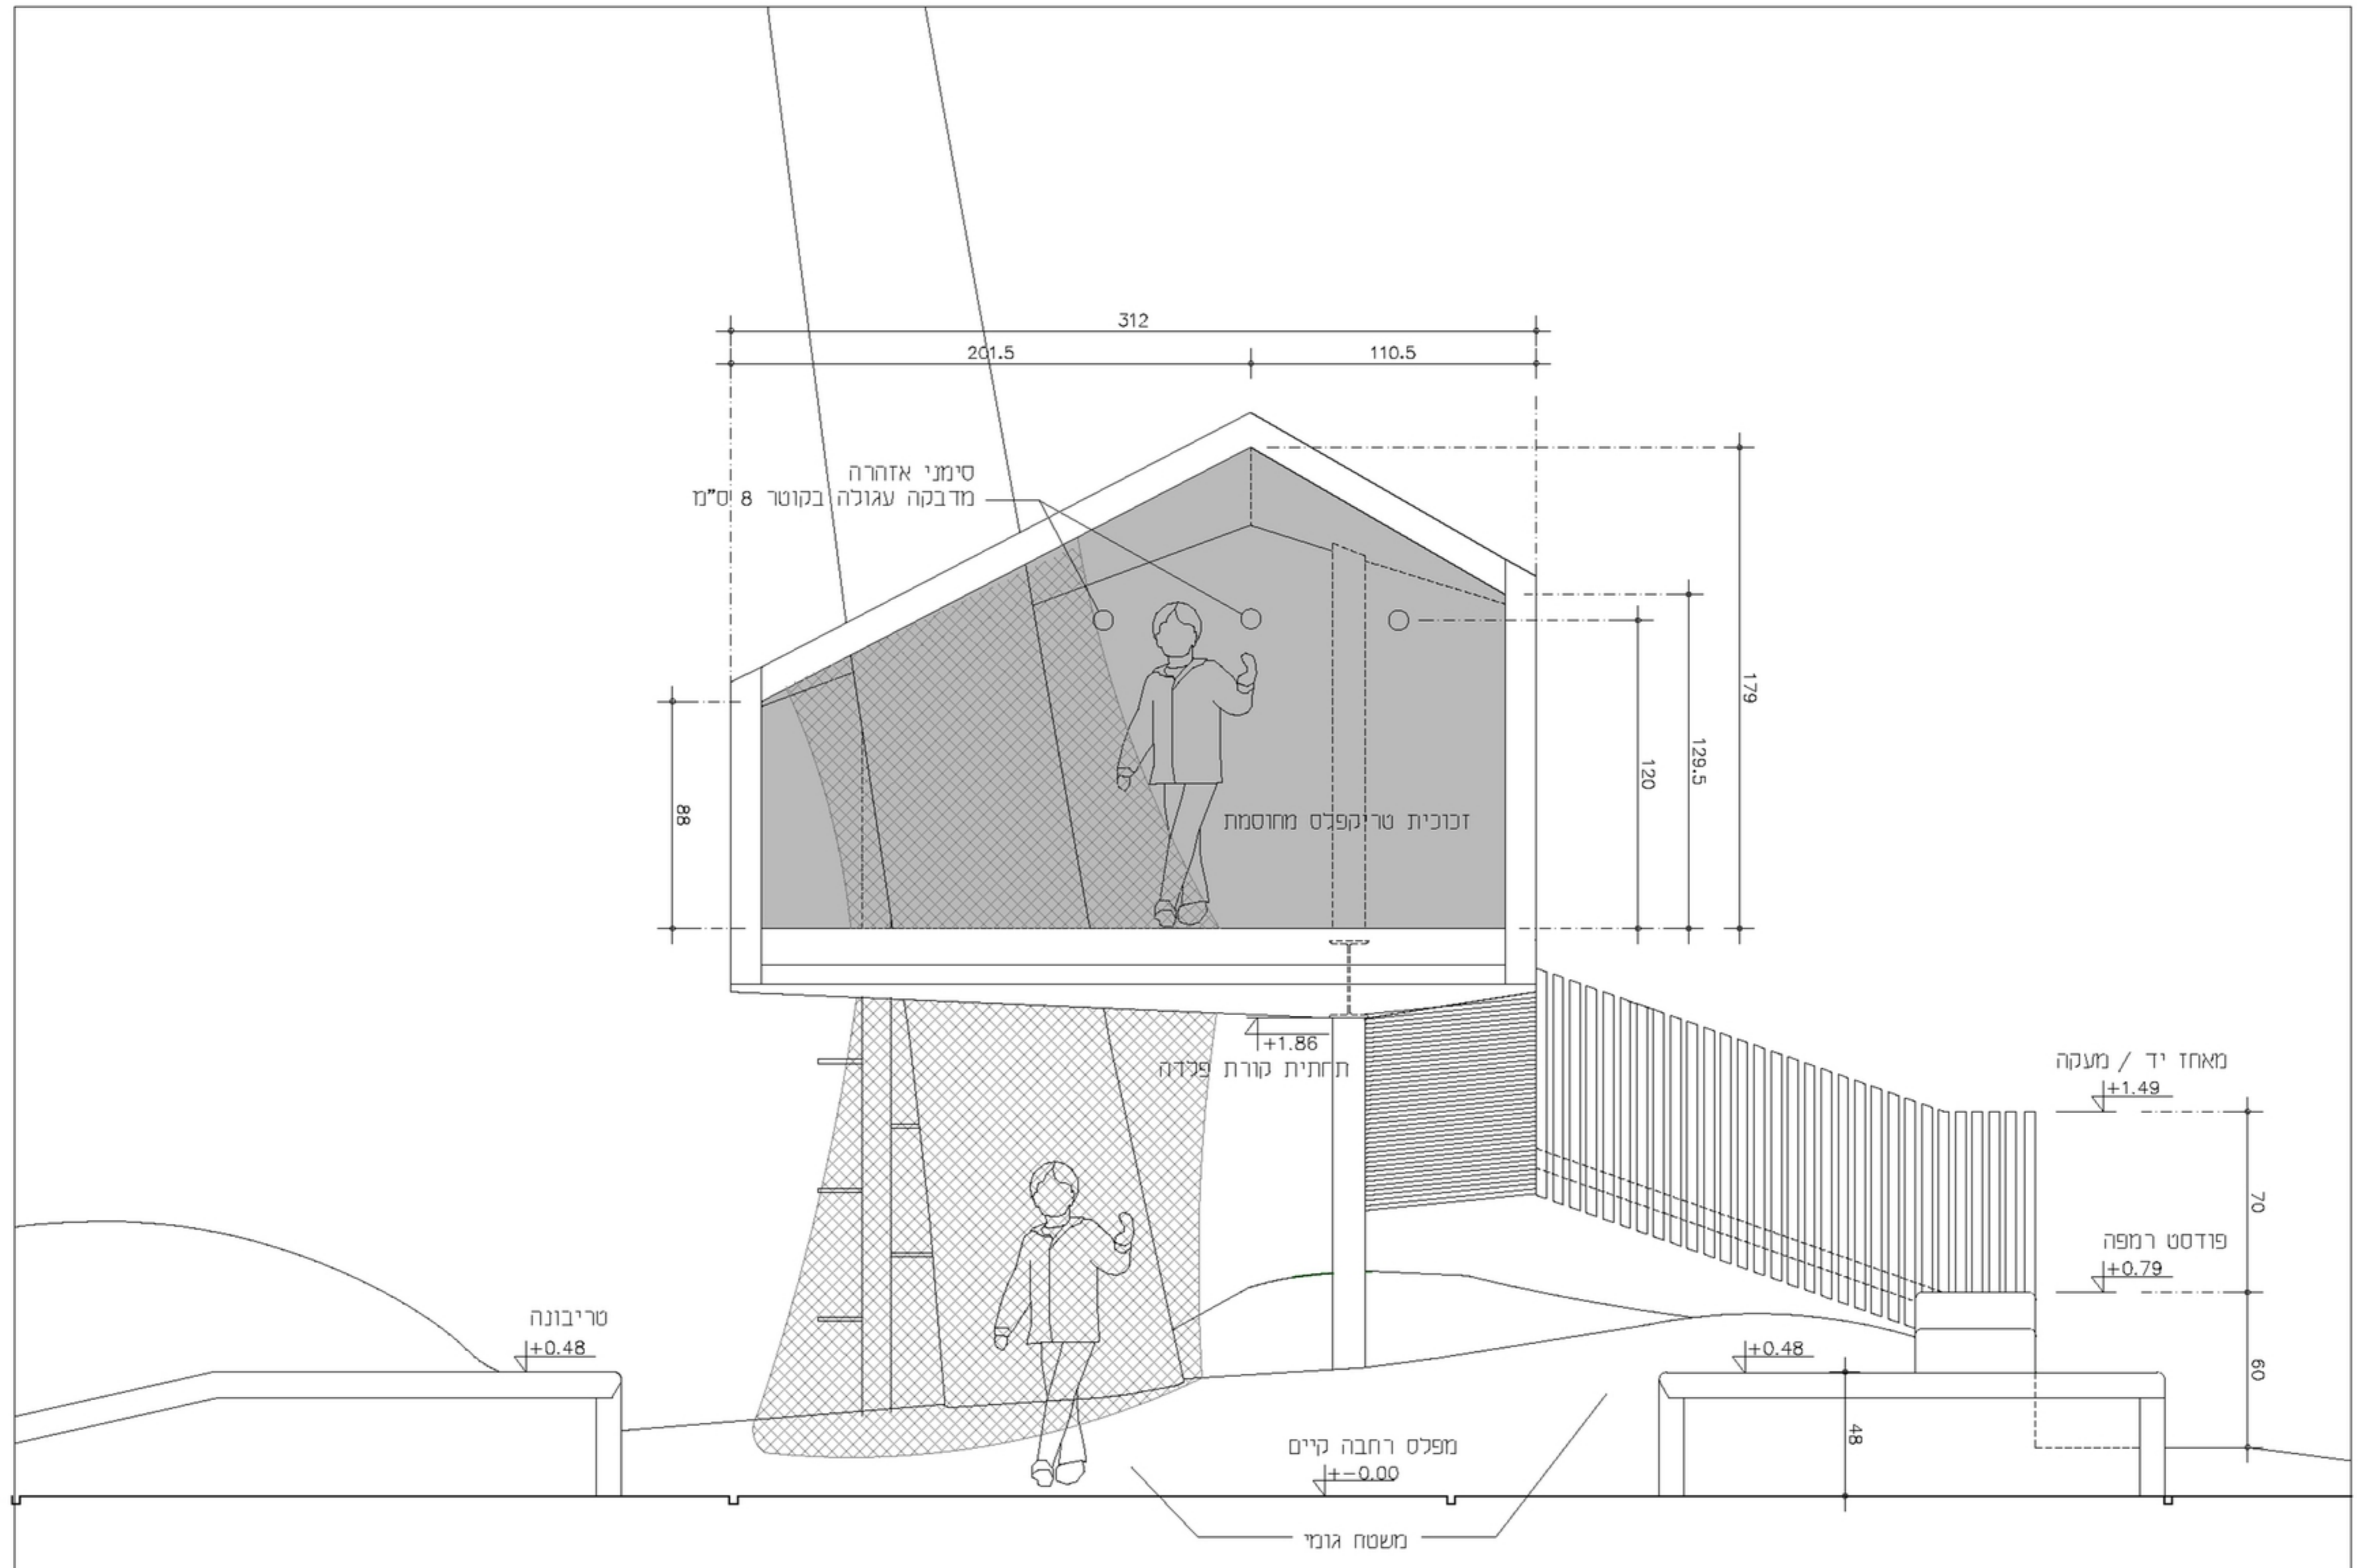 312
201.5
110.5
סימני אזהרה
מדבקה עגולה בקוטר 8 ס"מ
179
129.5
120
88
זכוכית טריקפלס מחוסמת
+1.86
תחתית קורת פלדה
מאחז יד / מעקה
+1.49
70
פודסט רמפה
+0.79
60
טריבונה
+0.48
+0.48
48
מפלס רחבה קיים
+-0.00
משטח גומי